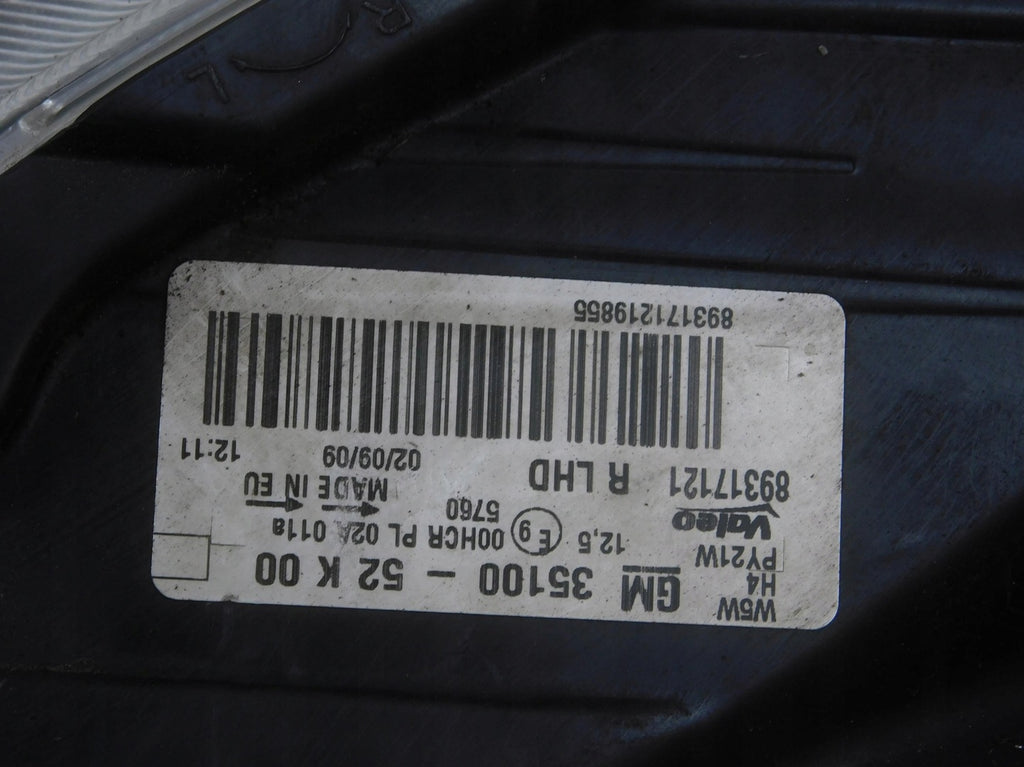 W5W
H4
PY21W
GM 35100 – 52 K 00
12,5 E9 00HCR PL 02A 011a
5760
Valeo
MADE IN EU
89317121 R LHD
02/09/09 12:11
893171219855
R
L